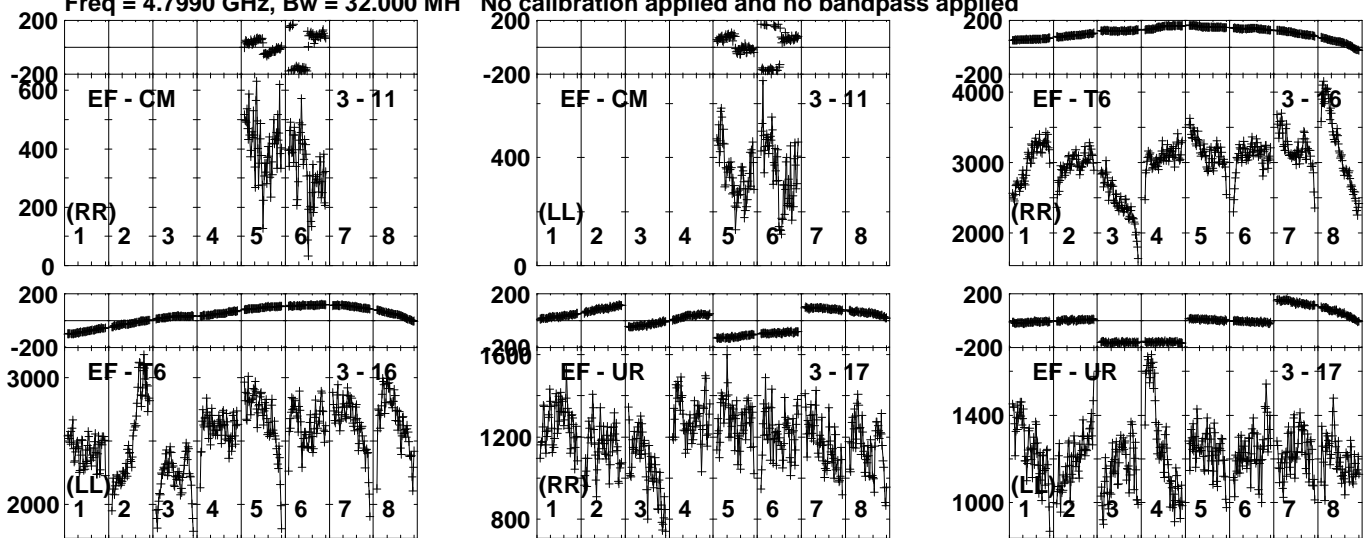 Freq = 4.7990 GHz, Bw = 32.000 MH No calibration applied and no bandpass applied
200
-200
600
400
200
0
EF - CM 3 - 11
(RR)
1 2 3 4 5 6 7 8
400
0
EF - CM 3 - 11
(LL)
1 2 3 4 5 6 7 8
200
-200
4000
3000
2000
EF - T6 3 - 16
(RR)
1 2 3 4 5 6 7 8
200
-200
3000
2000
EF - T6 3 - 16
(LL)
1 2 3 4 5 6 7 8
200
-200
1600
1200
800
EF - UR 3 - 17
(RR)
1 2 3 4 5 6 7 8
200
-200
1400
1000
EF - UR 3 - 17
(LL)
1 2 3 4 5 6 7 8